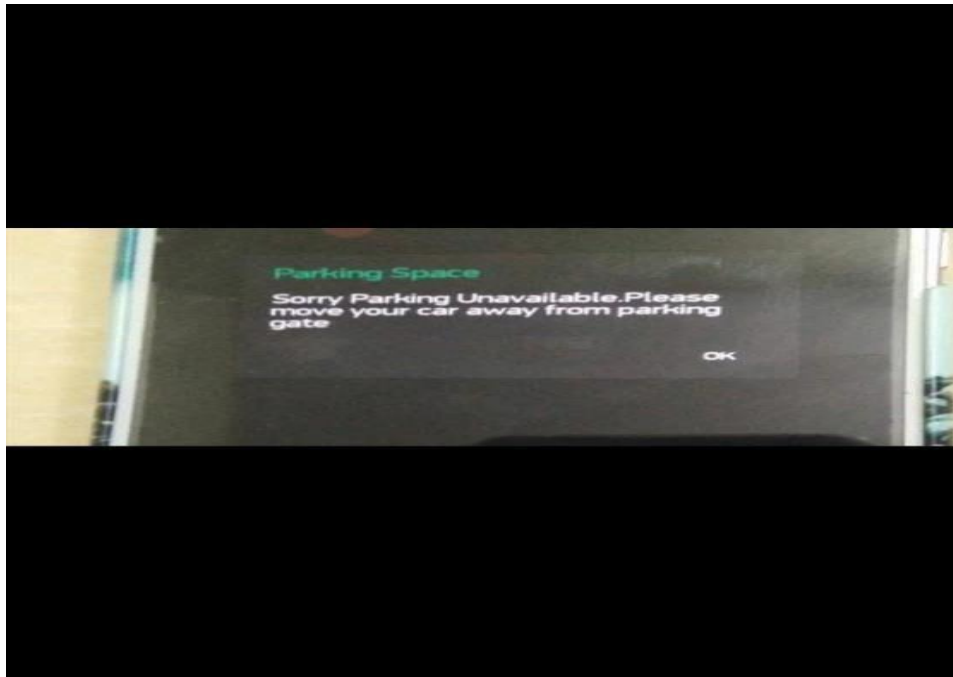 Parking Space
Sorry Parking Unavailable.Please
move your car away from parking
gate
OK